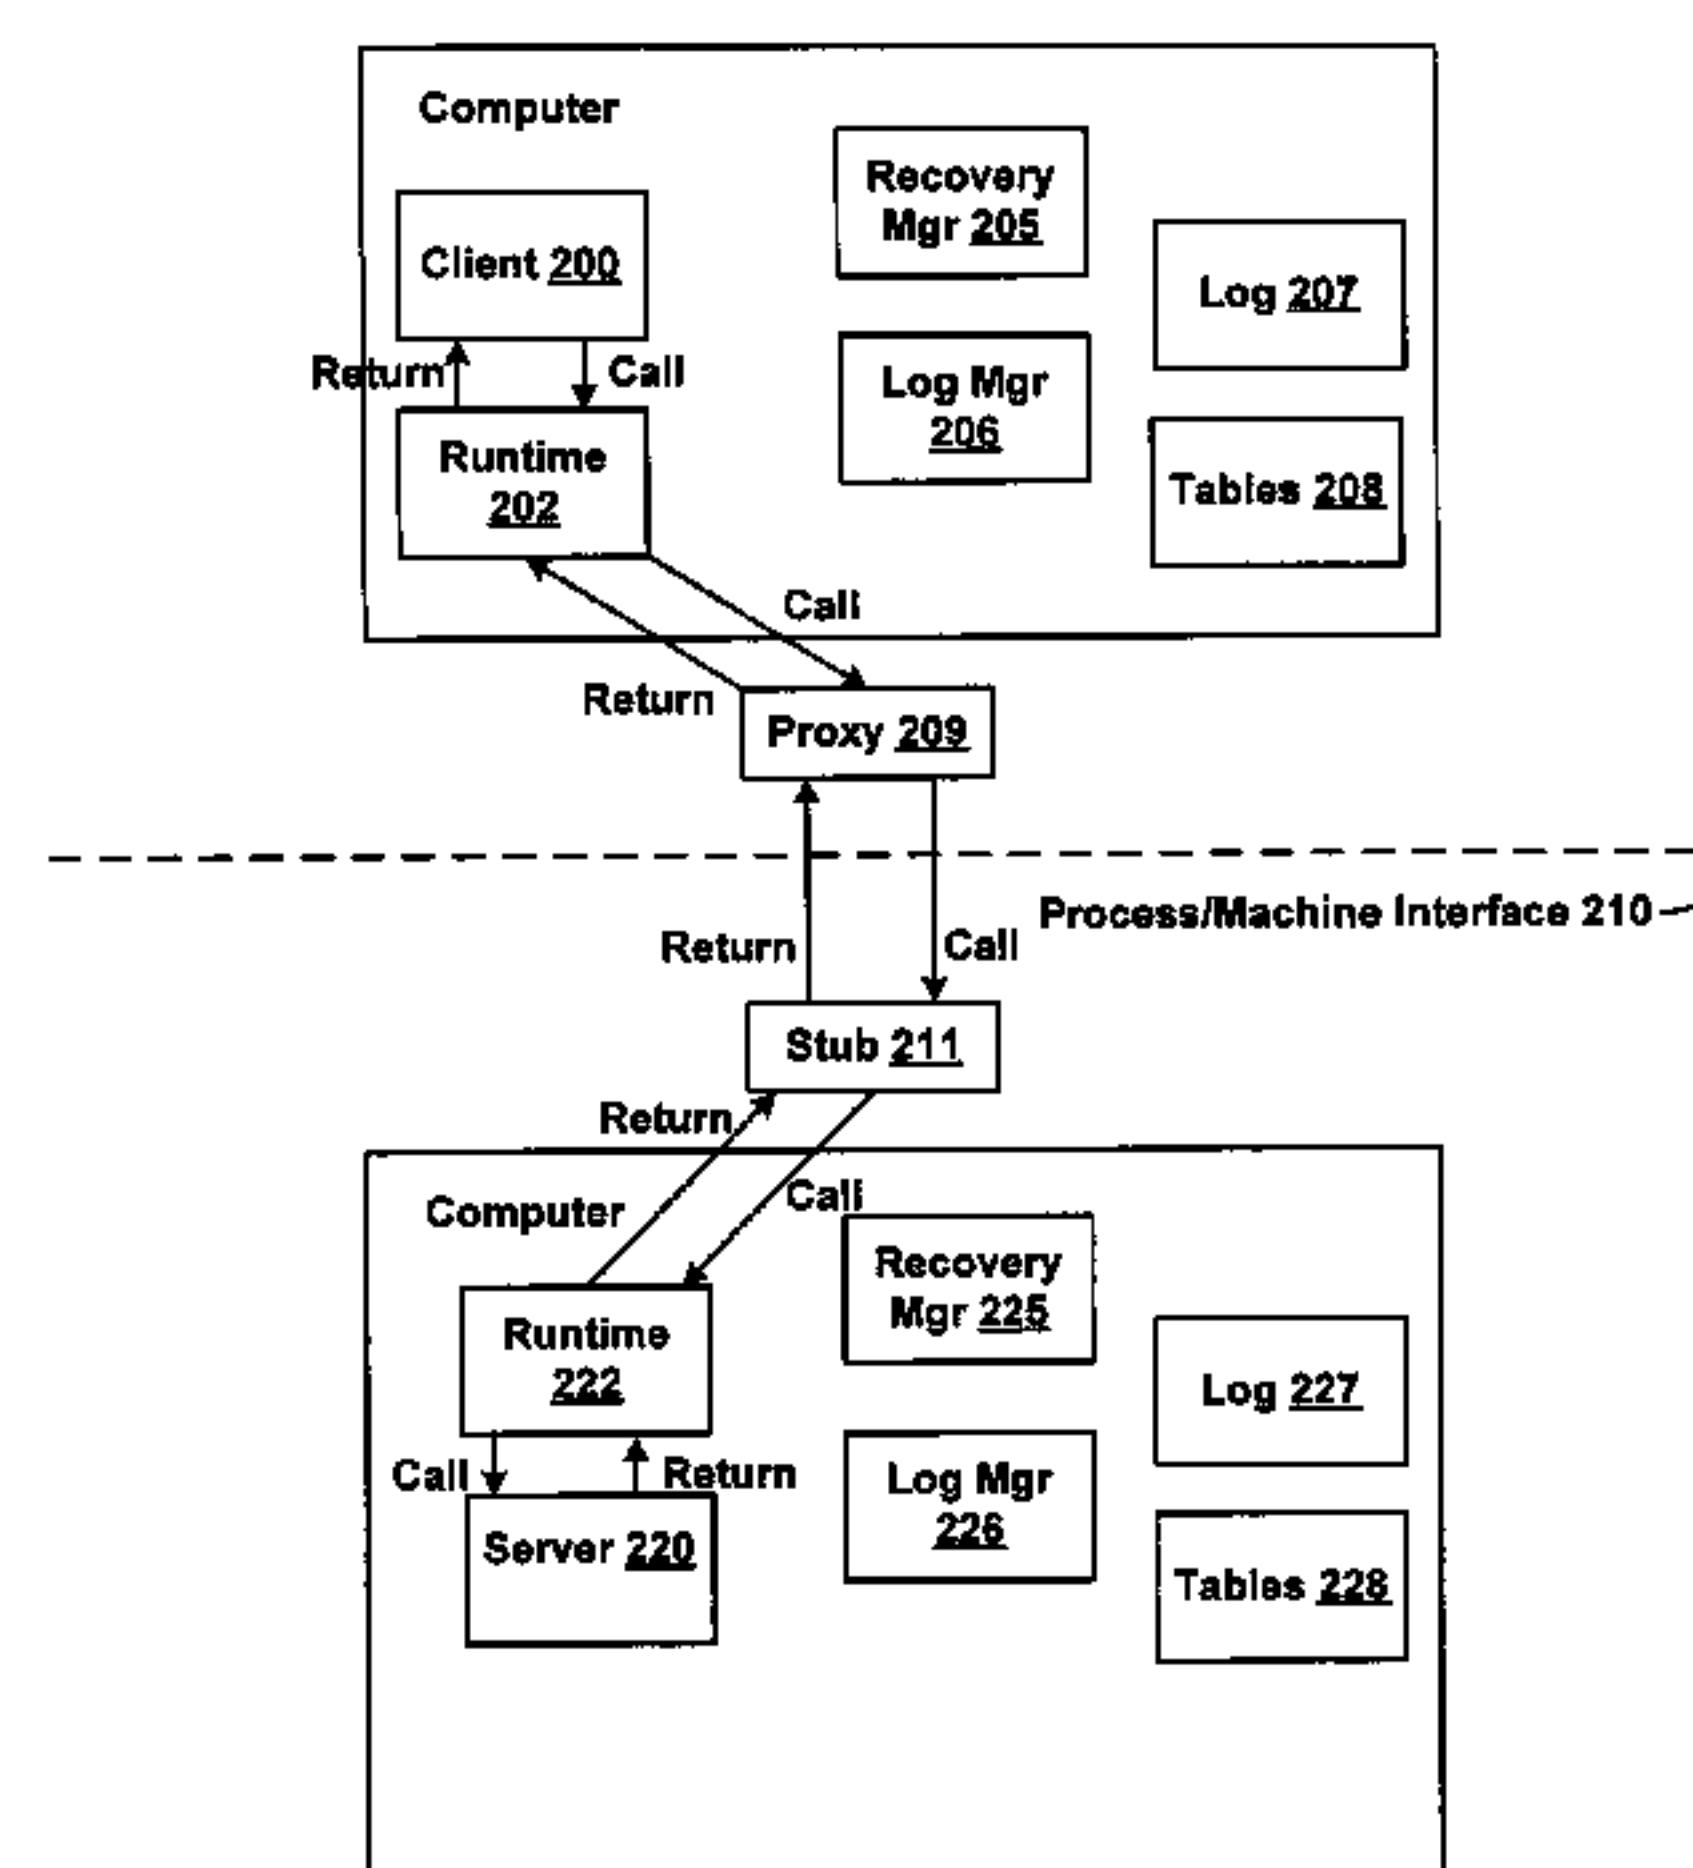 Computer
Recovery
Mgr 205
Client 200
Log 207
Return
Call
Log Mgr
206
Runtime
202
Tables 208
Call
Return
Proxy 209
Process/Machine Interface 210
Return
Call
Stub 211
Return
Call
Computer
Recovery
Mgr 225
Runtime
222
Log 227
Call
Return
Log Mgr
226
Server 220
Tables 228